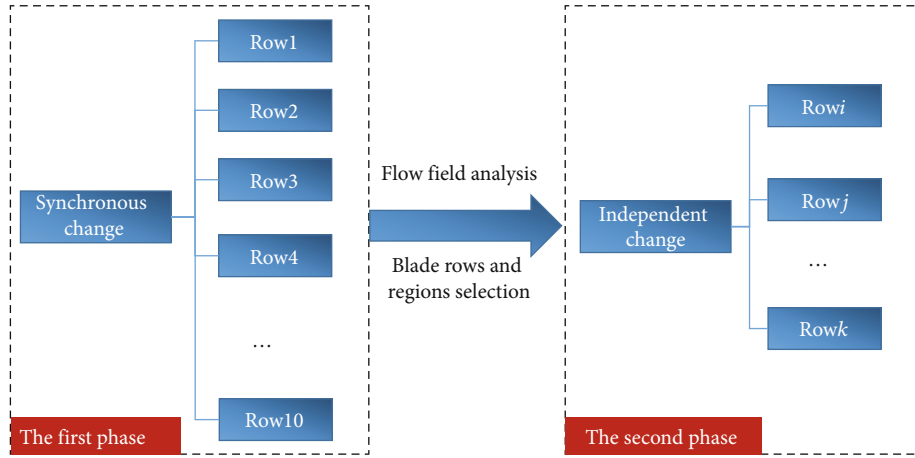 Row1
Row2
Row3
Synchronous
change
Row4
...
Row10
The first phase
Flow field analysis
Blade rows and
regions selection
Rowi
Row j
Independent
change
...
Rowk
The second phase